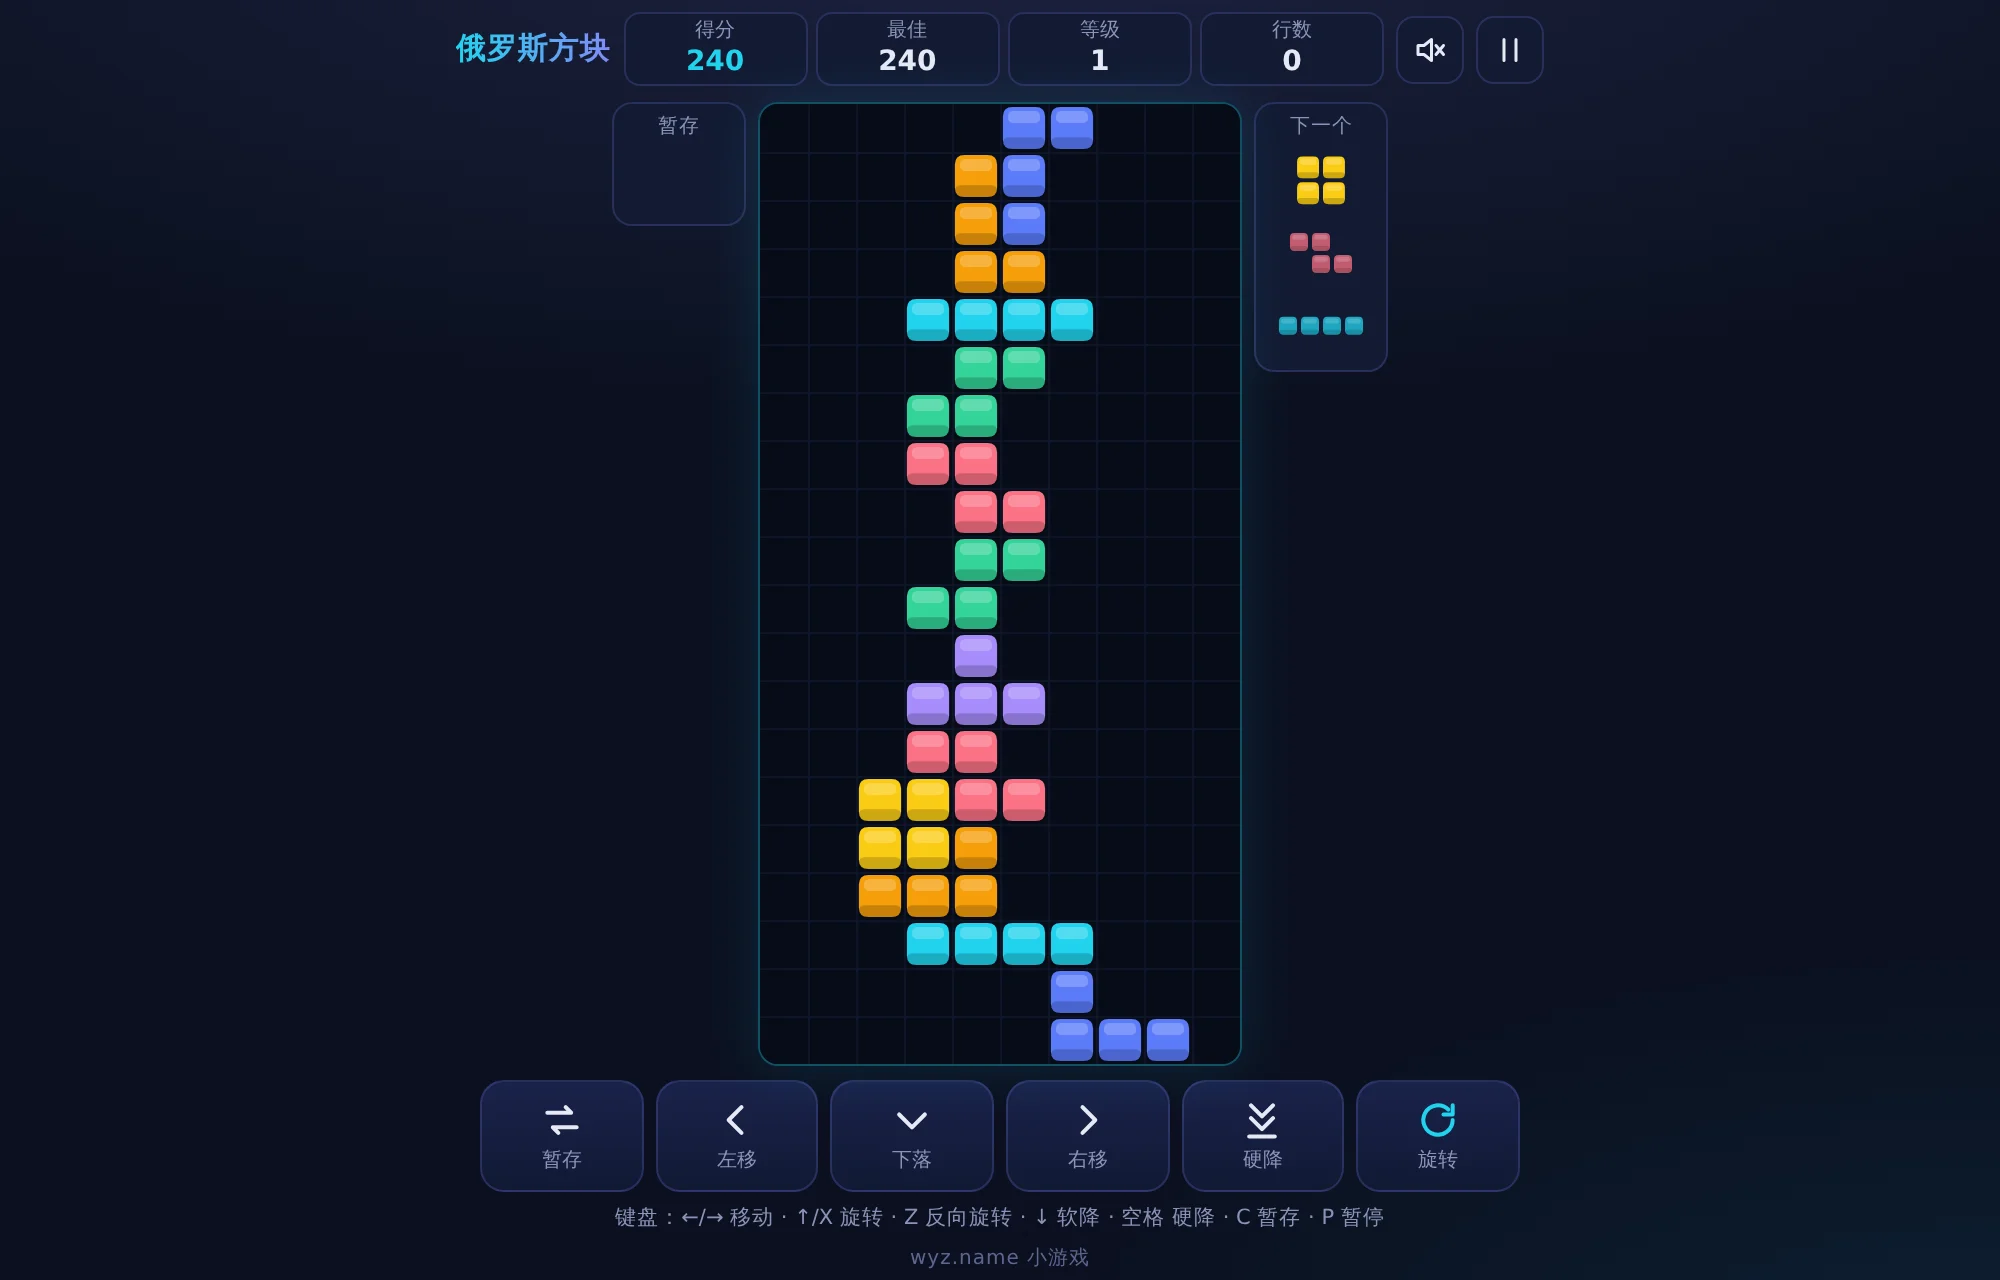 俄罗斯方块
得分
240
最佳
240
等级
1
行数
0
暂存
下一个
暂存
左移
下落
右移
硬降
旋转
键盘：←/→ 移动 · ↑/X 旋转 · Z 反向旋转 · ↓ 软降 · 空格 硬降 · C 暂存 · P 暂停
wyz.name 小游戏